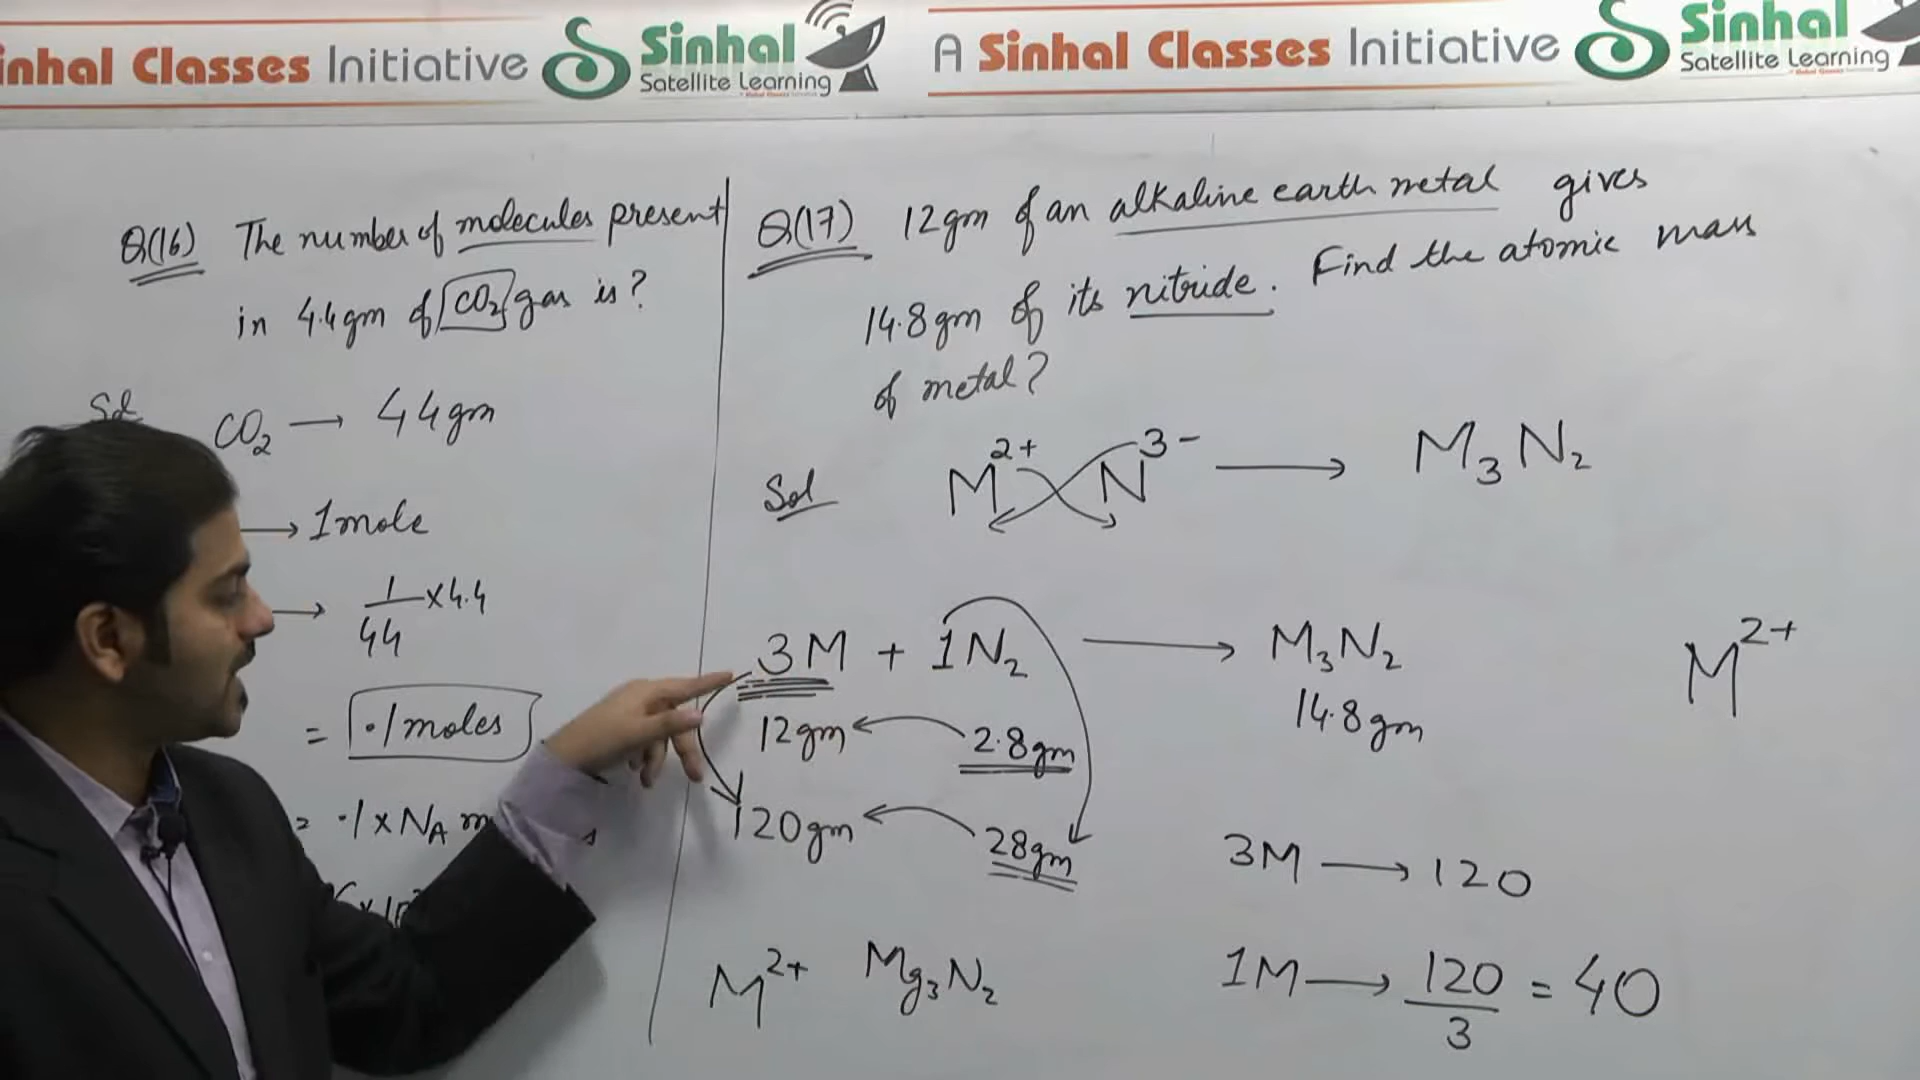 inhal Classes Initiative
Sinhal
Satellite Learning
A Sinhal Classes Initiative
Sinhal
Satellite Learning
Q(16) The number of molecules present
in 4.4gm of CO₂ gas is?
Sol
CO₂ → 44gm
→ 1mole
→ 1/44 × 4.4
= .1 moles
= .1 × N_A m
Q(17) 12gm of an alkaline earth metal gives
14.8gm of its nitride. Find the atomic mass
of metal?
Sol M²⁺ N³⁻ → M₃N₂
3M + 1N₂ → M₃N₂
12gm ← 2.8gm 14.8gm
120gm ← 28gm
M²⁺
3M → 120
M²⁺ Mg₃N₂
1M → 120/3 = 40